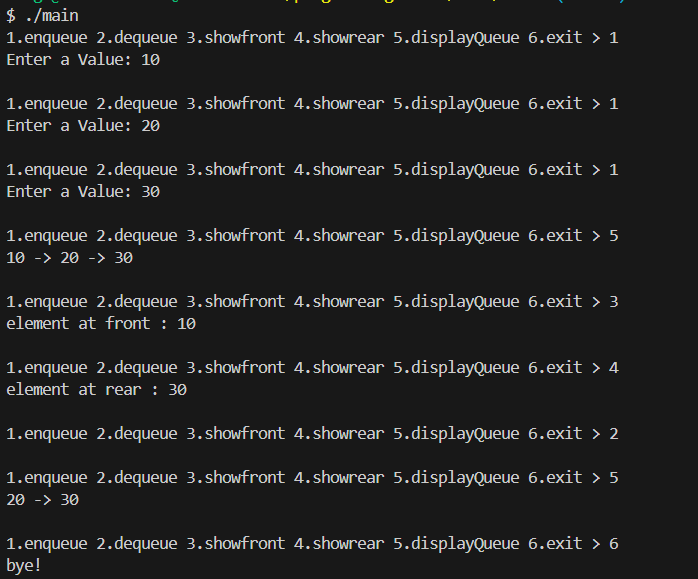 $ ./main
1.enqueue 2.dequeue 3.showfront 4.showrear 5.displayQueue 6.exit > 1
Enter a Value: 10
1.enqueue 2.dequeue 3.showfront 4.showrear 5.displayQueue 6.exit > 1
Enter a Value: 20
1.enqueue 2.dequeue 3.showfront 4.showrear 5.displayQueue 6.exit > 1
Enter a Value: 30
1.enqueue 2.dequeue 3.showfront 4.showrear 5.displayQueue 6.exit > 5
10 -> 20 -> 30
1.enqueue 2.dequeue 3.showfront 4.showrear 5.displayQueue 6.exit > 3
element at front : 10
1.enqueue 2.dequeue 3.showfront 4.showrear 5.displayQueue 6.exit > 4
element at rear : 30
1.enqueue 2.dequeue 3.showfront 4.showrear 5.displayQueue 6.exit > 2
1.enqueue 2.dequeue 3.showfront 4.showrear 5.displayQueue 6.exit > 5
20 -> 30
1.enqueue 2.dequeue 3.showfront 4.showrear 5.displayQueue 6.exit > 6
bye!